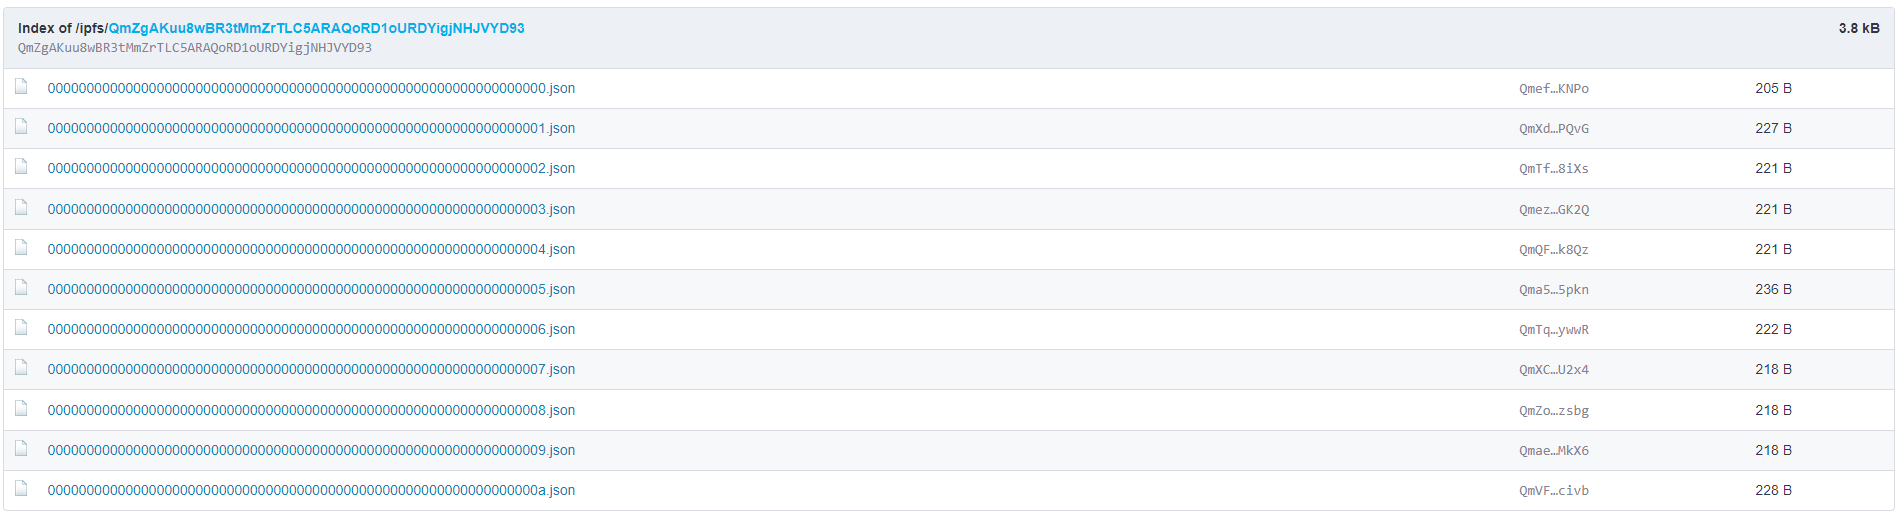 Index of /ipfs/QmZgAKuu8wBR3tMmZrTLC5ARAQoRD1oURDYigjNHJVYD93 3.8 kB
QmZgAKuu8wBR3tMmZrTLC5ARAQoRD1oURDYigjNHJVYD93
0000000000000000000000000000000000000000000000000000000000000000.json Qmef…KNPo 205 B
0000000000000000000000000000000000000000000000000000000000000001.json QmXd…PQvG 227 B
0000000000000000000000000000000000000000000000000000000000000002.json QmTf…8iXs 221 B
0000000000000000000000000000000000000000000000000000000000000003.json Qmez…GK2Q 221 B
0000000000000000000000000000000000000000000000000000000000000004.json QmQF…k8Qz 221 B
0000000000000000000000000000000000000000000000000000000000000005.json Qma5…5pkn 236 B
0000000000000000000000000000000000000000000000000000000000000006.json QmTq…ywwR 222 B
0000000000000000000000000000000000000000000000000000000000000007.json QmXC…U2x4 218 B
0000000000000000000000000000000000000000000000000000000000000008.json QmZo…zsbg 218 B
0000000000000000000000000000000000000000000000000000000000000009.json Qmae…MkX6 218 B
000000000000000000000000000000000000000000000000000000000000000a.json QmVF…civb 228 B